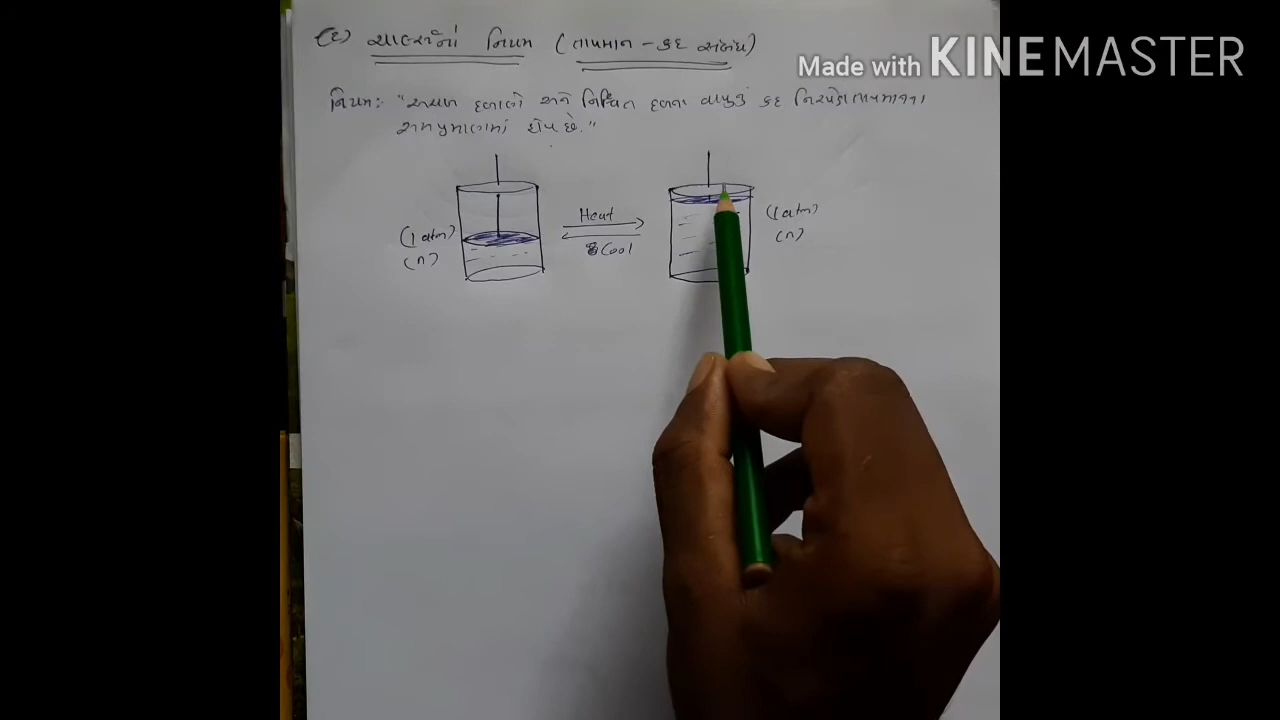 (૨) ચાર્લ્સનો નિયમ (તાપમાન - કદ સંબંધ)
Made with KINEMASTER
નિયમ:- "અચળ દબાણે અને નિશ્ચિત દળના વાયુનું કદ નિરપેક્ષ તાપમાનના
સમપ્રમાણમાં હોય છે."
(1 atm) Heat (1 atm)
(n) Cool (n)